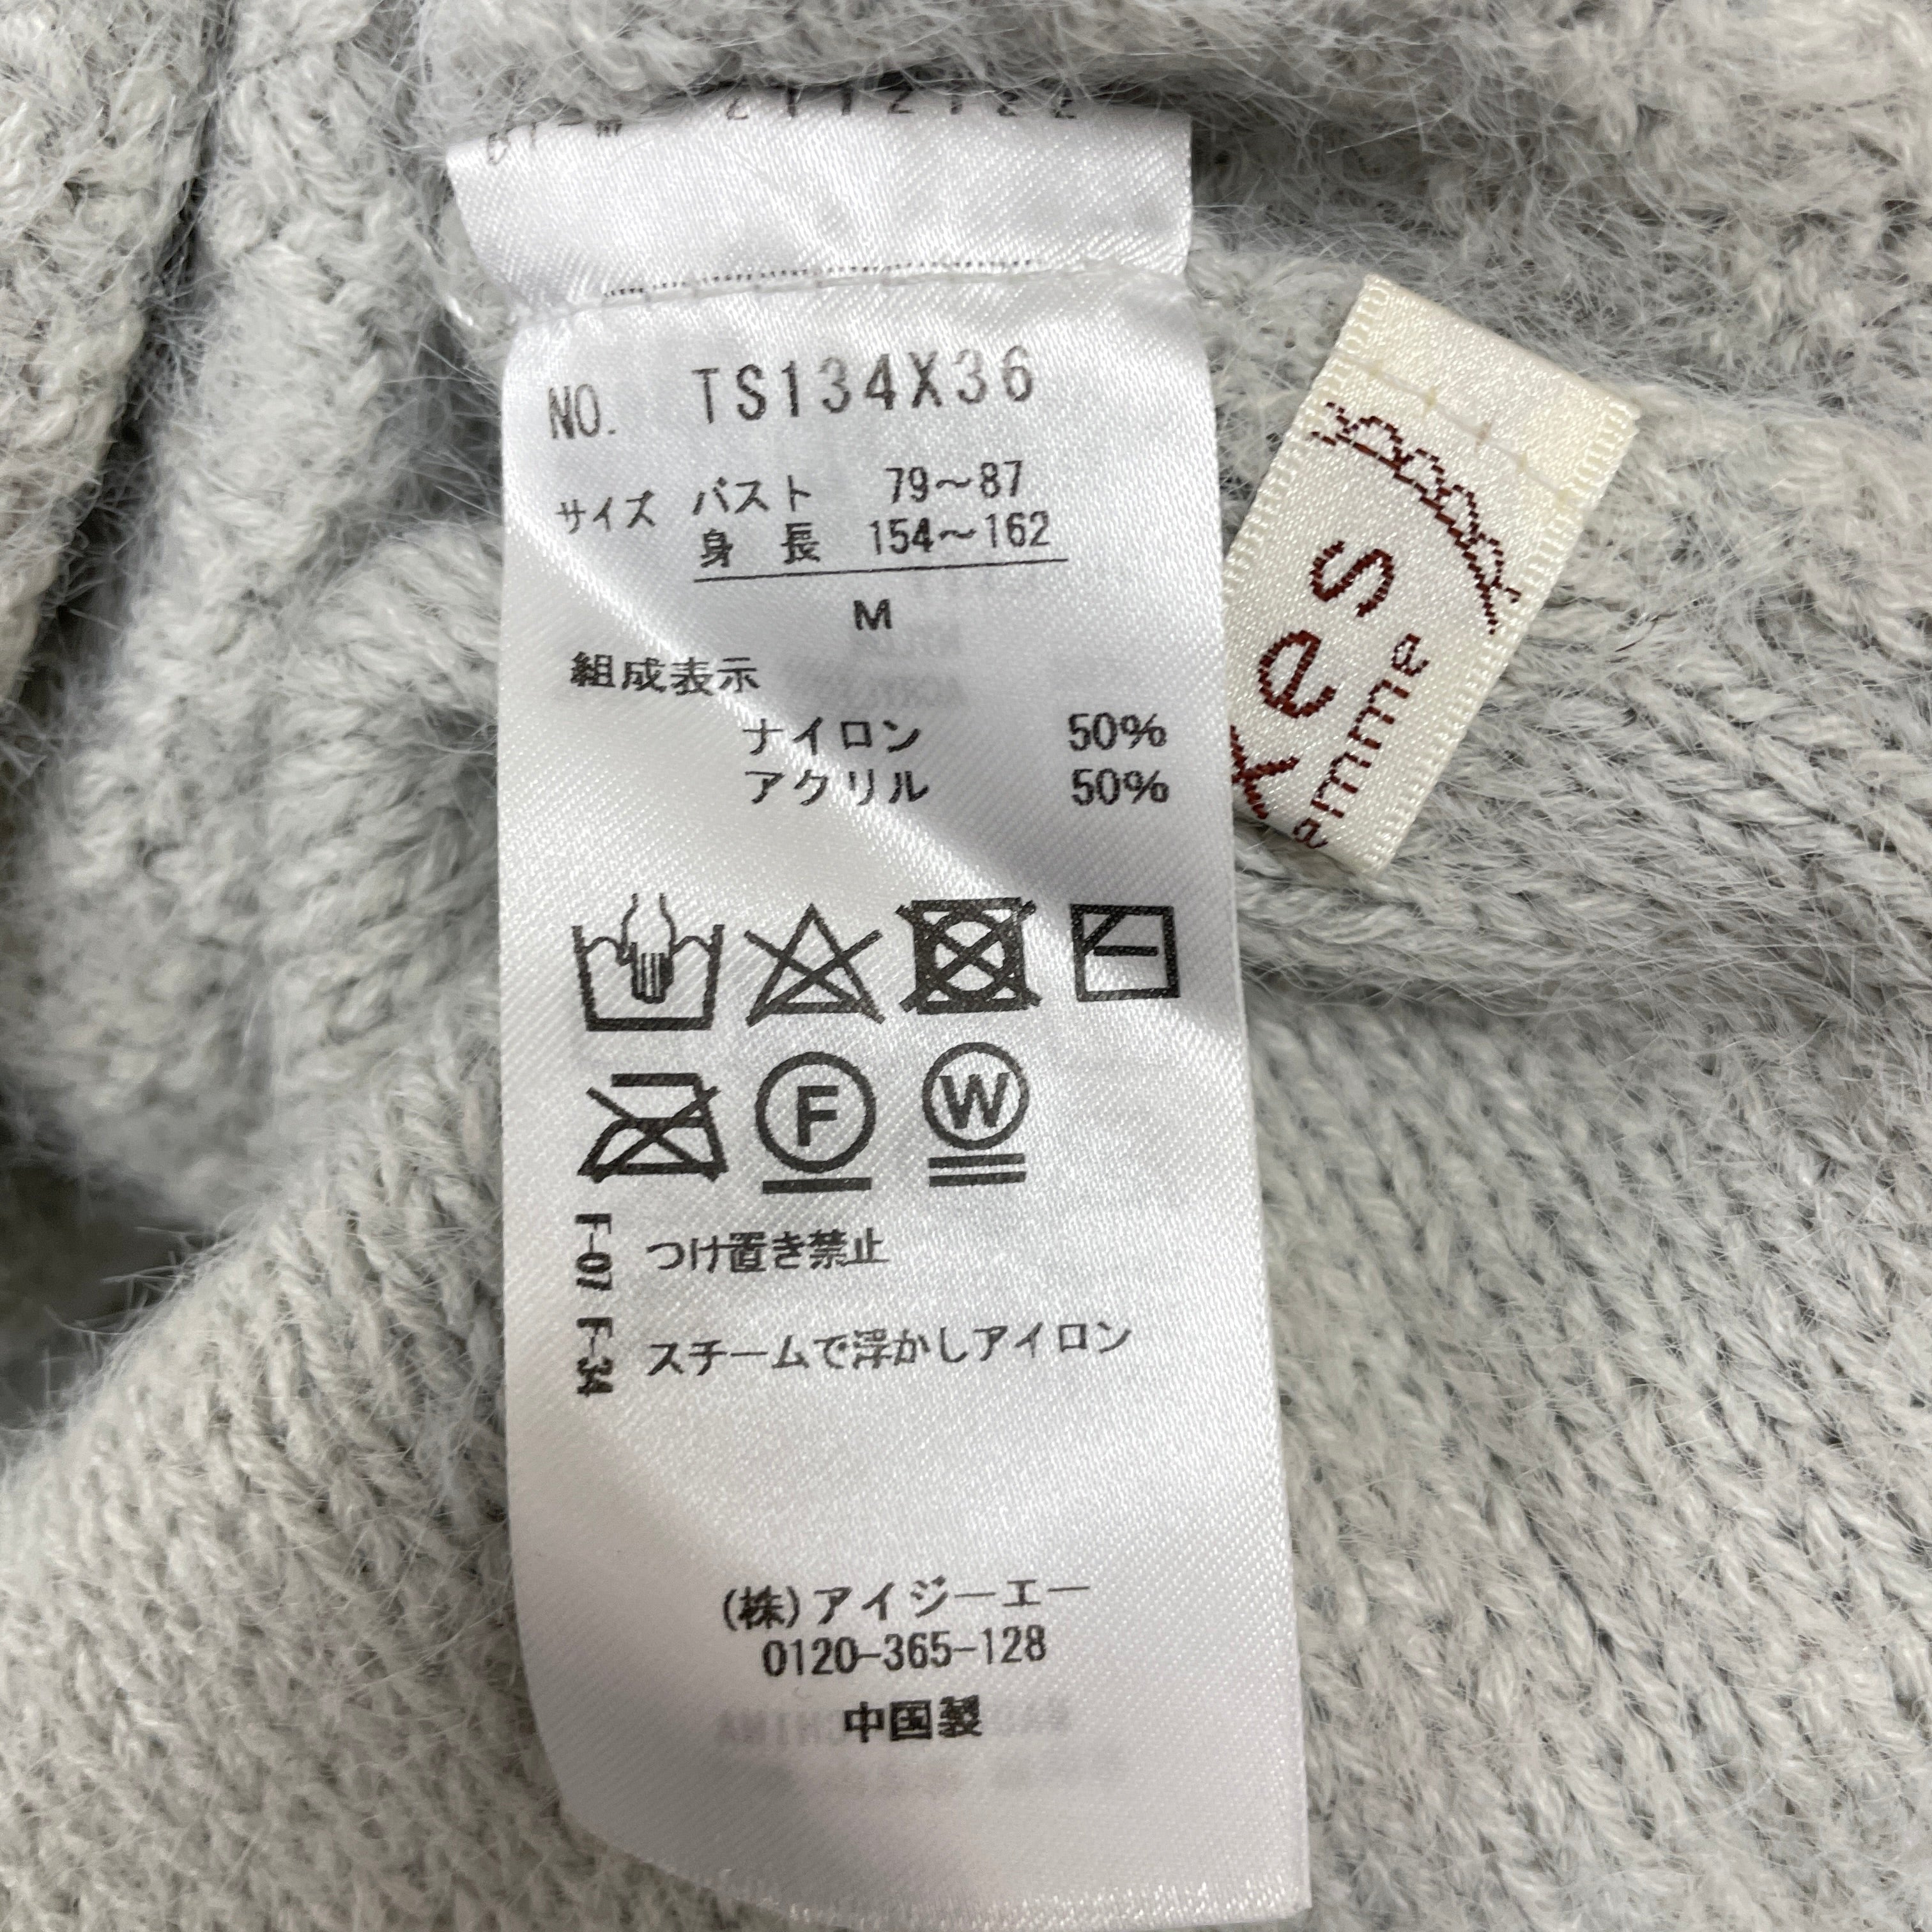 NO. TS134X36
サイズ バスト 79～87
身 長 154～162
M
組成表示
ナイロン 50%
アクリル 50%
F
W
F-07 つけ置き禁止
F-34 スチームで浮かしアイロン
(株)アイジーエー
0120-365-128
中国製